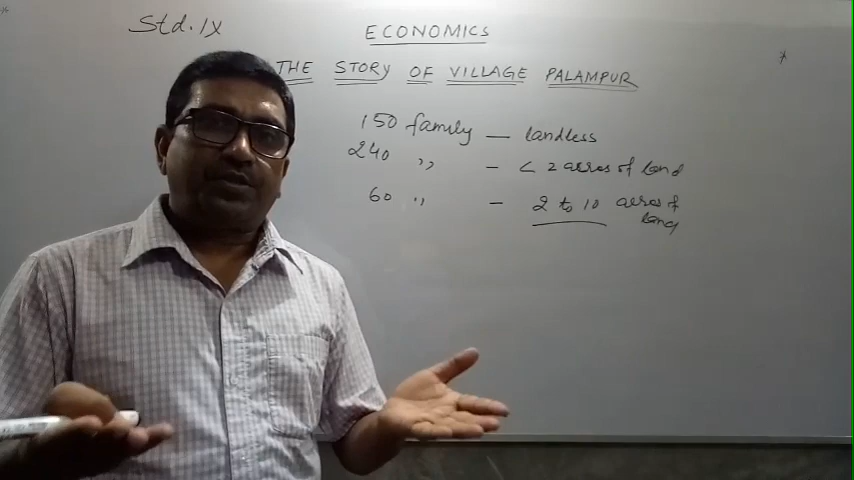 Std. IX
ECONOMICS
THE STORY OF VILLAGE PALAMPUR
150 family — landless
240 ,, - < 2 acres of land
60 ,, - 2 to 10 acres of
land